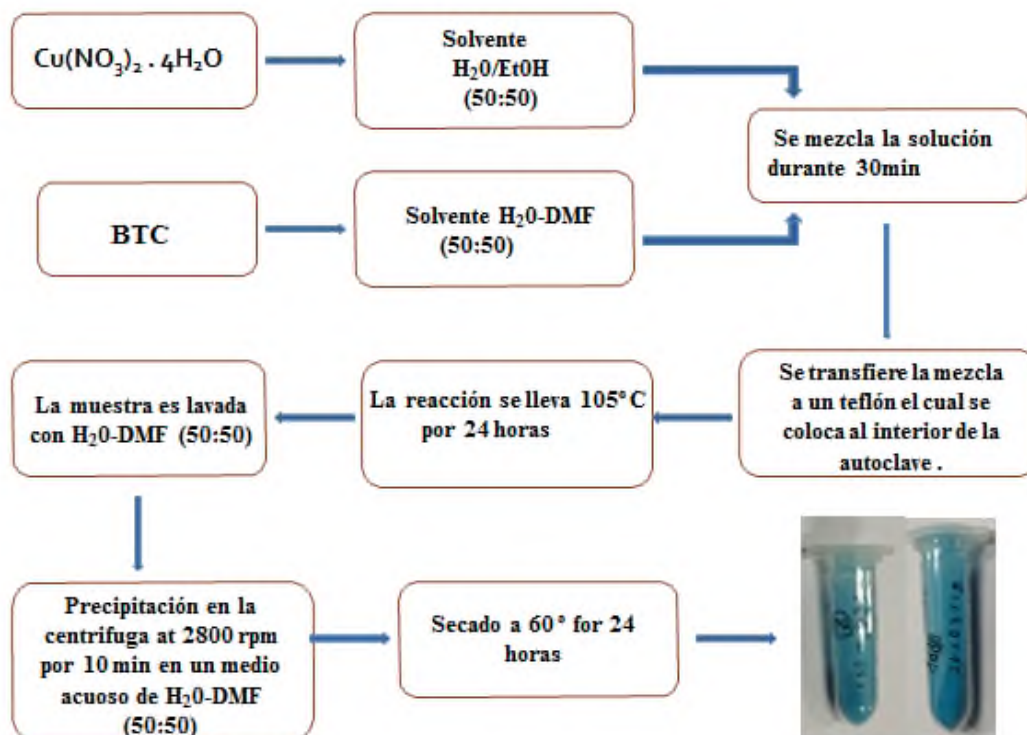 Cu(NO₃)₂ . 4H₂O
Solvente
H₂0/Et0H
(50:50)
Se mezcla la solución
durante 30min
BTC
Solvente H₂0-DMF
(50:50)
Se transfiere la mezcla
a un teflón el cual se
coloca al interior de la
autoclave .
La reacción se lleva 105°C
por 24 horas
La muestra es lavada
con H₂0-DMF (50:50)
Precipitación en la
centrifuga at 2800 rpm
por 10 min en un medio
acuoso de H₂0-DMF
(50:50)
Secado a 60° for 24
horas